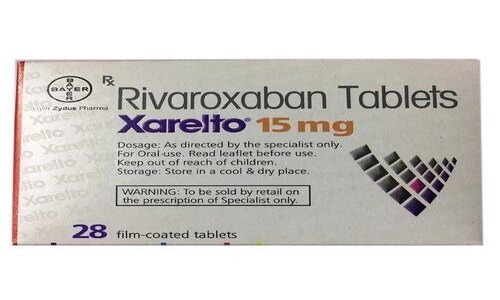 BAYER
BAYER
Bayer Zydus Pharma
Rx
Rivaroxaban Tablets
Xarelto® 15 mg
Dosage: As directed by the specialist only.
For Oral use. Read leaflet before use.
Keep out of reach of children.
Storage: Store in a cool & dry place.
WARNING: To be sold by retail on
the prescription of Specialist only.
28 film-coated tablets
Xarelto